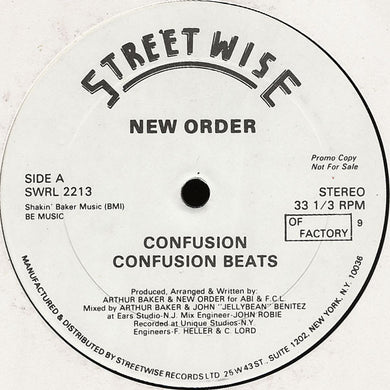 STREETWISE
NEW ORDER
Promo Copy
Not For Sale
SIDE A
SWRL 2213
STEREO
33 1/3 RPM
Shakin' Baker Music (BMI)
BE MUSIC
OF
FACTORY
9
CONFUSION
CONFUSION BEATS
Produced, Arranged & Written by:
ARTHUR BAKER & NEW ORDER for ABI & F.C.L.
Mixed by ARTHUR BAKER & JOHN "JELLYBEAN" BENITEZ
at Ears Studio-N.J. Mix Engineer-JOHN ROBIE
Recorded at Unique Studios-N.Y.
Engineers-F. HELLER & C. LORD
MANUFACTURED & DISTRIBUTED BY STREETWISE RECORDS LTD. 25 W 43 ST., SUITE 1202, NEW YORK, N.Y. 10036